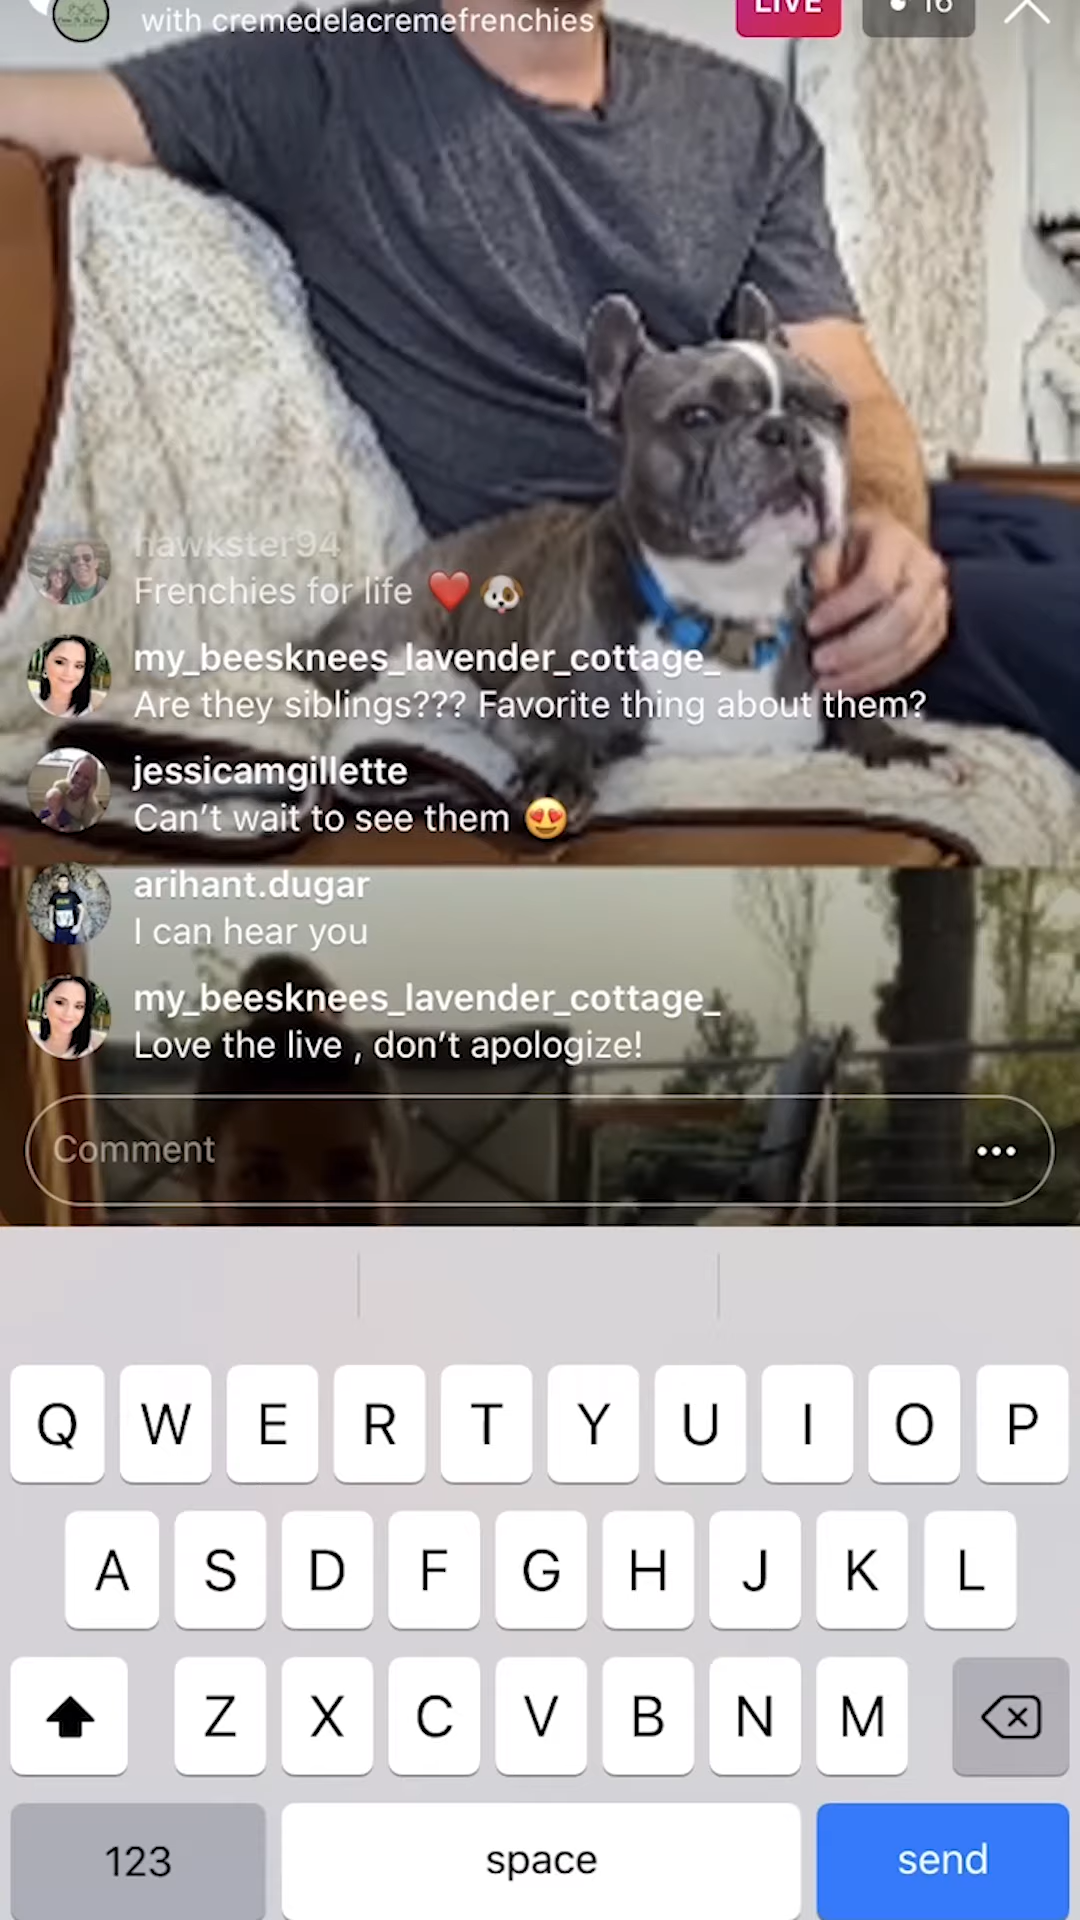 with cremedelacremefrenchies
LIVE
16
hawkster94
Frenchies for life ❤️🐶
my_beesknees_lavender_cottage_
Are they siblings??? Favorite thing about them?
jessicamgillette
Can’t wait to see them 😍
arihant.dugar
I can hear you
my_beesknees_lavender_cottage_
Love the live , don’t apologize!
Comment
Q W E R T Y U I O P
A S D F G H J K L
Z X C V B N M
123 space send